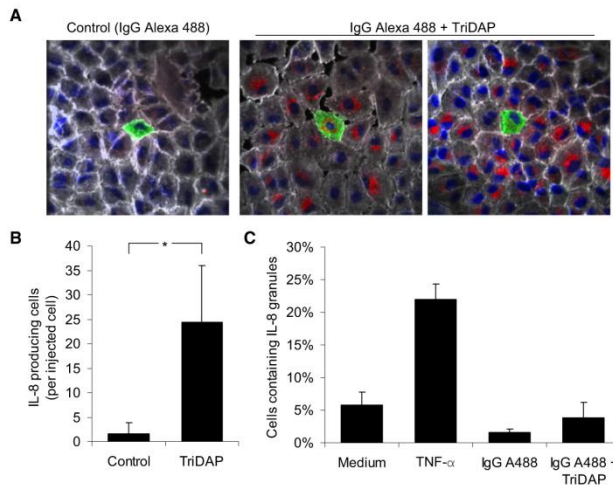 A
Control (IgG Alexa 488)
IgG Alexa 488 + TriDAP
B
IL-8 producing cells
(per injected cell)
40
35
30
25
20
15
10
5
0
*
Control
TriDAP
C
Cells containing IL-8 granules
30%
25%
20%
15%
10%
5%
0%
Medium
TNF-α
IgG A488
IgG A488 +
TriDAP